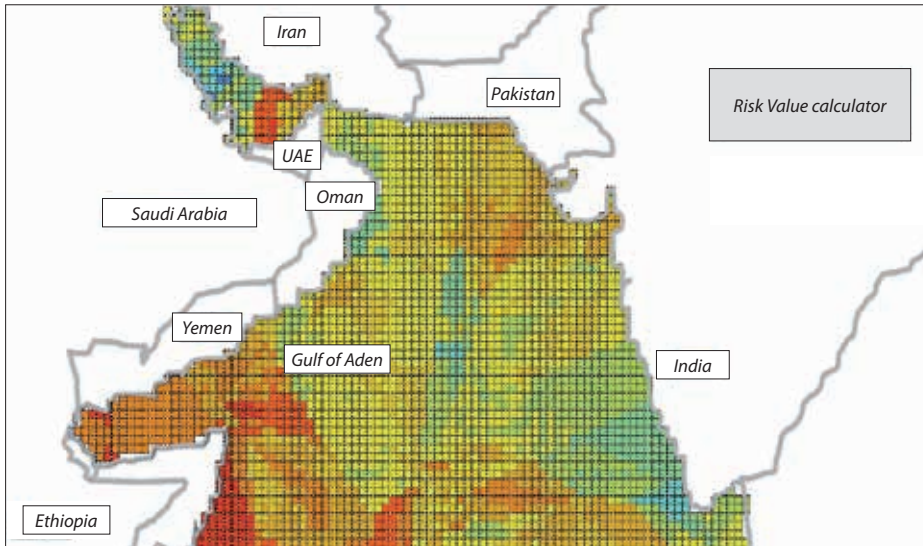 Iran
Pakistan
Risk Value calculator
UAE
Oman
Saudi Arabia
Yemen
Gulf of Aden
India
Ethiopia